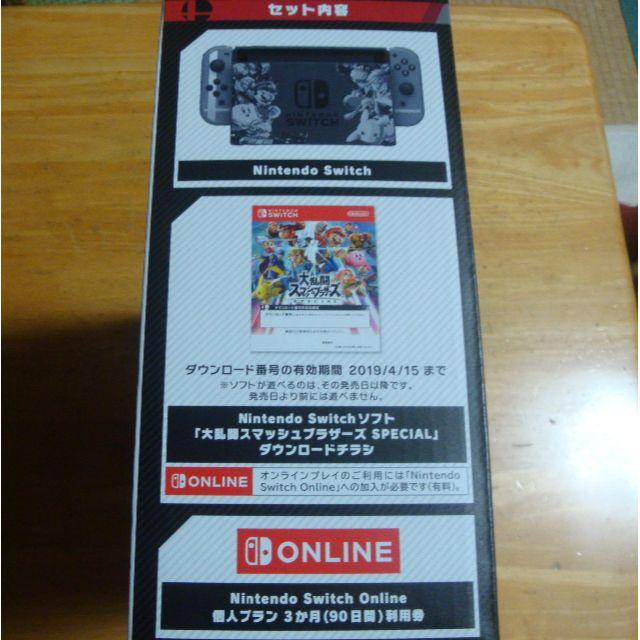 セット内容
NINTENDO
SWITCH
Nintendo Switch
NINTENDO
SWITCH
Nintendo
大乱闘
スマッシュブラザーズ
SPECIAL
ダウンロード番号の有効期間 2019/4/15 まで
※ソフトが遊べるのは、その発売日以降です。
発売日より前には遊べません。
Nintendo Switchソフト
「大乱闘スマッシュブラザーズ SPECIAL」
ダウンロードチラシ
ONLINE
オンラインプレイのご利用には「Nintendo
Switch Online」への加入が必要です(有料)。
ONLINE
Nintendo Switch Online
個人プラン 3か月(90日間)利用券